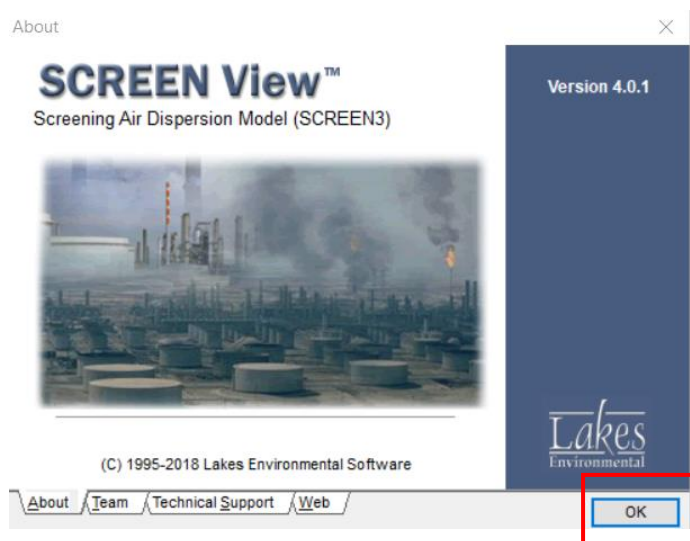 About
SCREEN View™
Version 4.0.1
Screening Air Dispersion Model (SCREEN3)
Lakes
Environmental
(C) 1995-2018 Lakes Environmental Software
About
Team
Technical Support
Web
OK